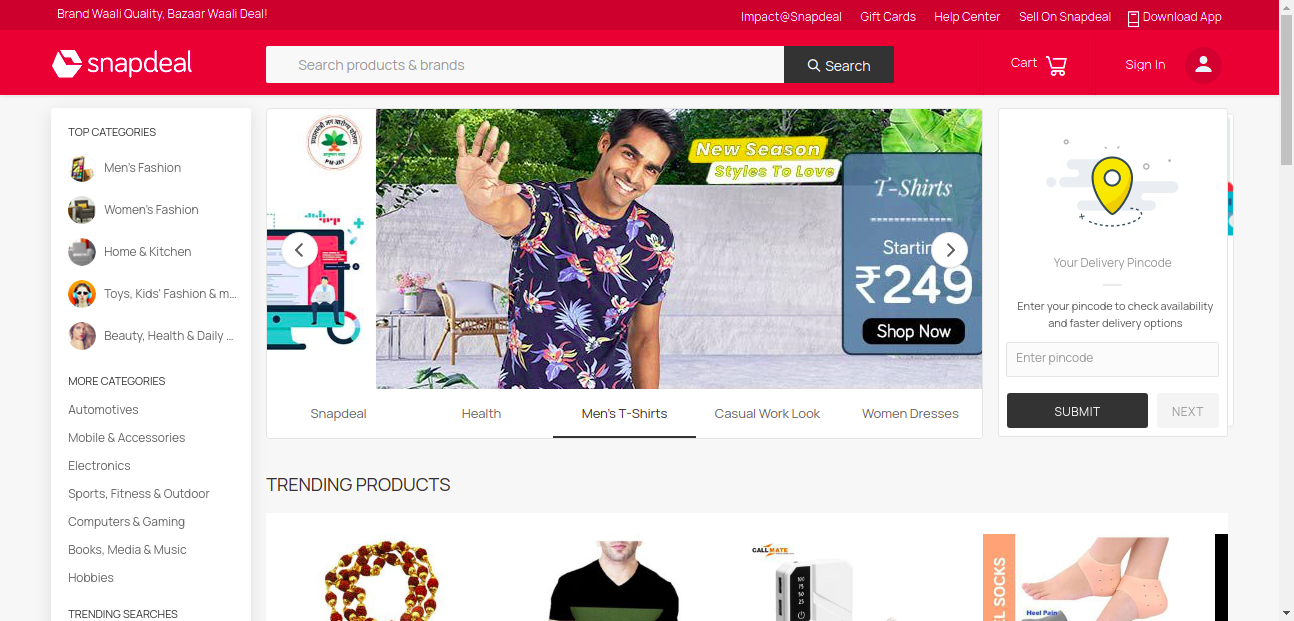 Brand Waali Quality, Bazaar Waali Deal!
Impact@Snapdeal Gift Cards Help Center Sell On Snapdeal Download App
snapdeal
Search products & brands
Search
Cart
Sign In
TOP CATEGORIES
Men's Fashion
Women's Fashion
Home & Kitchen
Toys, Kids' Fashion & m...
Beauty, Health & Daily ...
MORE CATEGORIES
Automotives
Mobile & Accessories
Electronics
Sports, Fitness & Outdoor
Computers & Gaming
Books, Media & Music
Hobbies
TRENDING SEARCHES
PM-JAY
New Season
Styles To Love
T-Shirts
Startin
₹249
Shop Now
Snapdeal Health Men's T-Shirts Casual Work Look Women Dresses
Your Delivery Pincode
Enter your pincode to check availability
and faster delivery options
Enter pincode
SUBMIT NEXT
TRENDING PRODUCTS
CALLMATE
100
75
50
25
EL SOCKS
Heel Pain